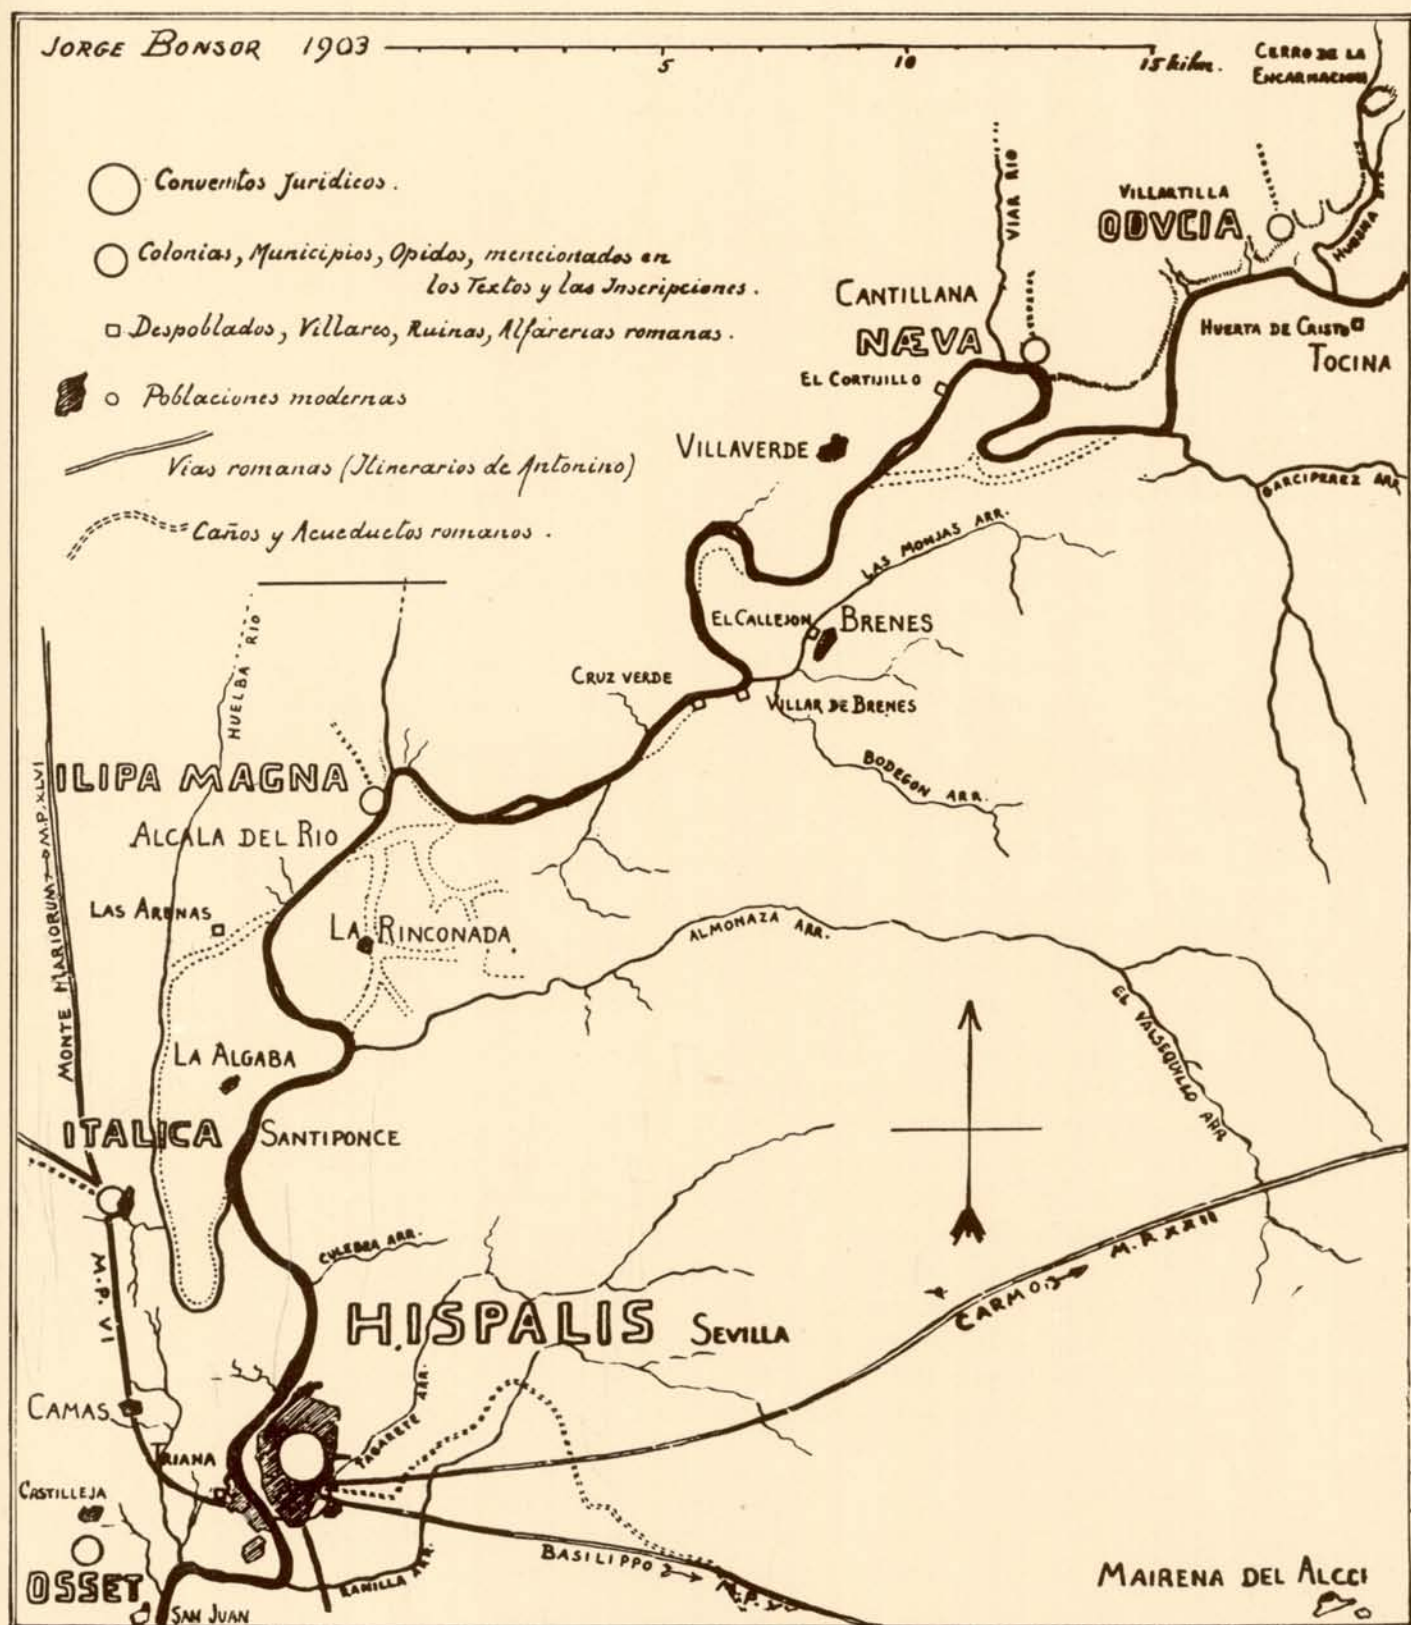 JORGE BONSOR 1903
5 10 15 kilm.
CERRO DE LA
ENCARNACION
Conventos Juridicos.
Colonias, Municipios, Opidos, mencionados en
los Textos y las Inscripciones.
Despoblados, Villares, Ruinas, Alfarerias romanas.
Poblaciones modernas
Vias romanas (Itinerarios de Antonino)
Caños y Acueductos romanos.
VIAR RIO
VILLARTILLA
ODVCIA
CANTILLANA
NÆVA
EL CORTIJILLO
HUERTA DE CRISTO
TOCINA
VILLAVERDE
GARCIPEREZ ARR
LAS MONJAS ARR.
EL CALLEJON
BRENES
CRUZ VERDE
VILLAR DE BRENES
BODEGON ARR.
HUELBA RIO
ILIPA MAGNA
ALCALA DEL RIO
MONTE MARIORUM M.P. XLVI
LAS ARENAS
LA RINCONADA
ALMONAZA ARR.
EL VALSEQUILLO ARR
LA ALGABA
ITALICA
SANTIPONCE
M.P. VI
CULEBRA ARR.
HISPALIS SEVILLA
CARMO M.P. XXII
CAMAS
TAGARETE ARR.
TRIANA
CASTILLEJA
OSSET
SAN JUAN
RANILLA ARR.
BASILIPPO M.P.
MAIRENA DEL ALCCI